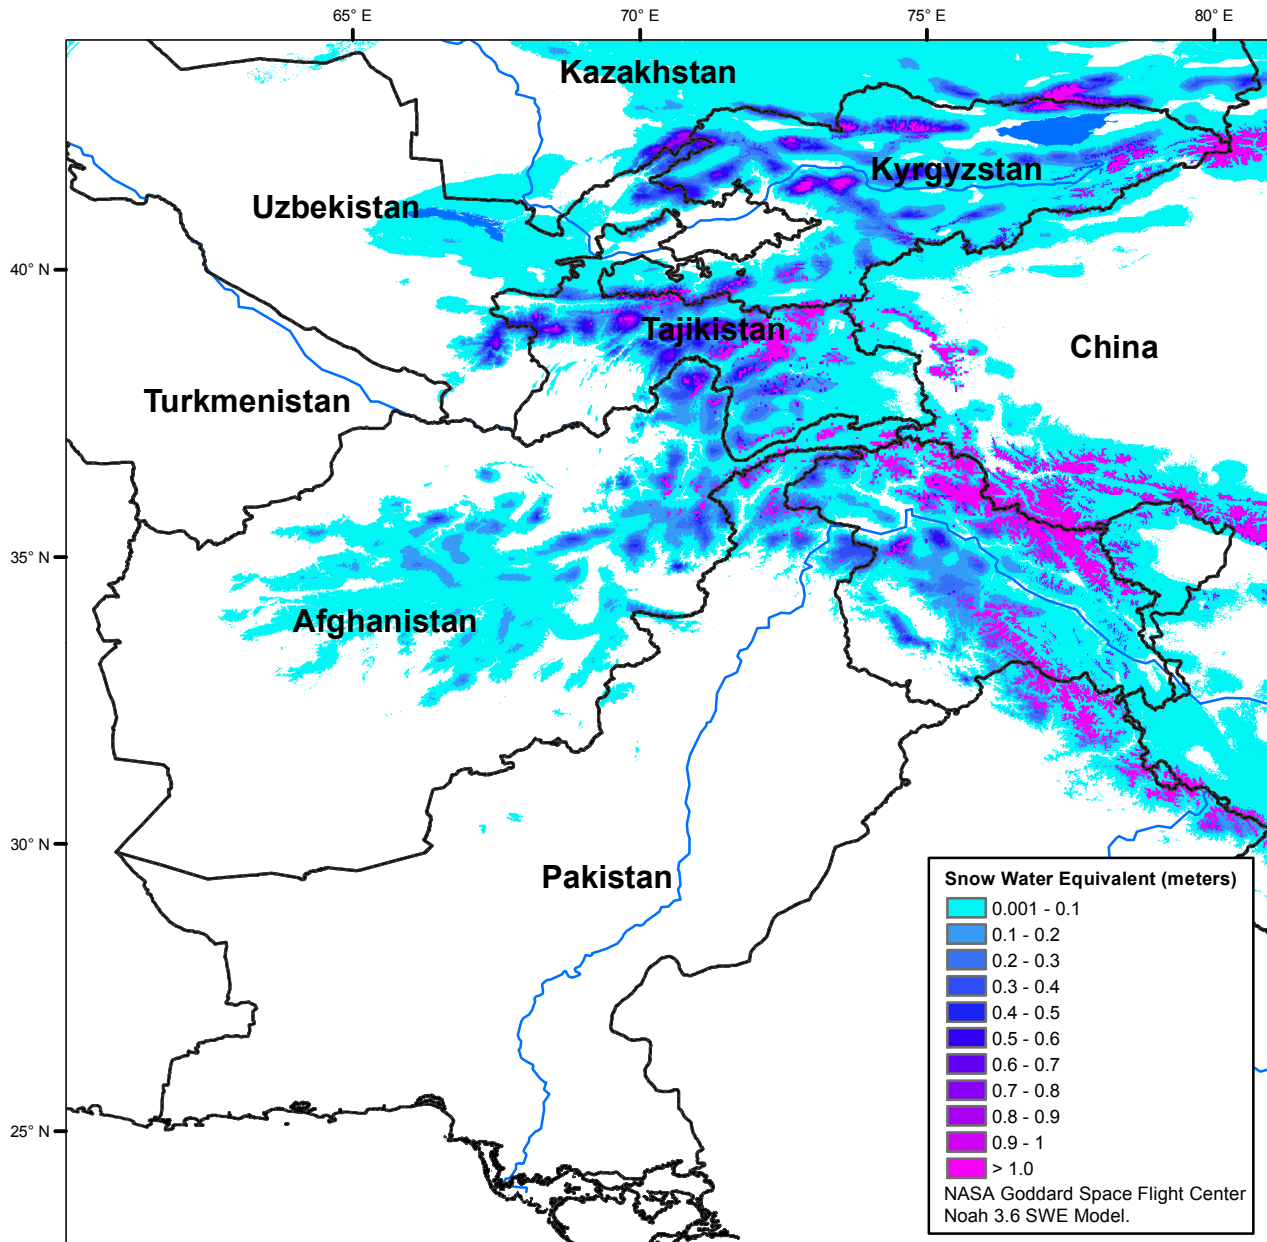 65° E
70° E
75° E
80° E
Kazakhstan
Kyrgyzstan
Uzbekistan
40° N
Tajikistan
China
Turkmenistan
35° N
Afghanistan
30° N
Pakistan
25° N
Snow Water Equivalent (meters)
0.001 - 0.1
0.1 - 0.2
0.2 - 0.3
0.3 - 0.4
0.4 - 0.5
0.5 - 0.6
0.6 - 0.7
0.7 - 0.8
0.8 - 0.9
0.9 - 1
> 1.0
NASA Goddard Space Flight Center
Noah 3.6 SWE Model.